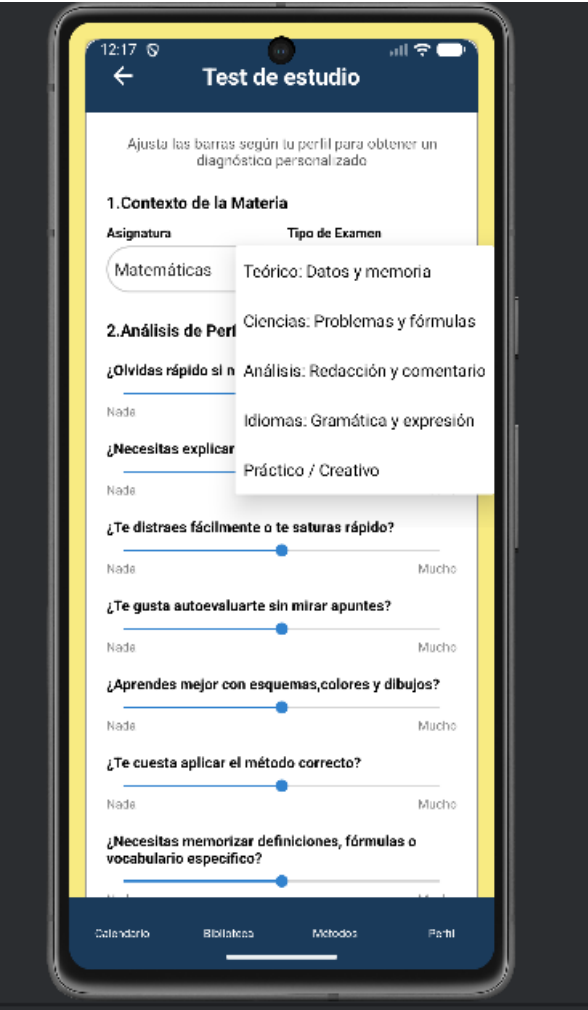 12:17
Test de estudio
Ajusta las barras según tu perfil para obtener un
diagnóstico personalizado
1.Contexto de la Materia
Asignatura
Tipo de Examen
Matemáticas
Teórico: Datos y memoria
Ciencias: Problemas y fórmulas
Análisis: Redacción y comentario
Idiomas: Gramática y expresión
Práctico / Creativo
2.Análisis de Perf
¿Olvidas rápido si n
Nada
¿Necesitas explicar
Nada
¿Te distraes fácilmente o te saturas rápido?
Nada Mucho
¿Te gusta autoevaluarte sin mirar apuntes?
Nada Mucho
¿Aprendes mejor con esquemas,colores y dibujos?
Nada Mucho
¿Te cuesta aplicar el método correcto?
Nada Mucho
¿Necesitas memorizar definiciones, fórmulas o
vocabulario específico?
Calendario Biblioteca Métodos Perfil